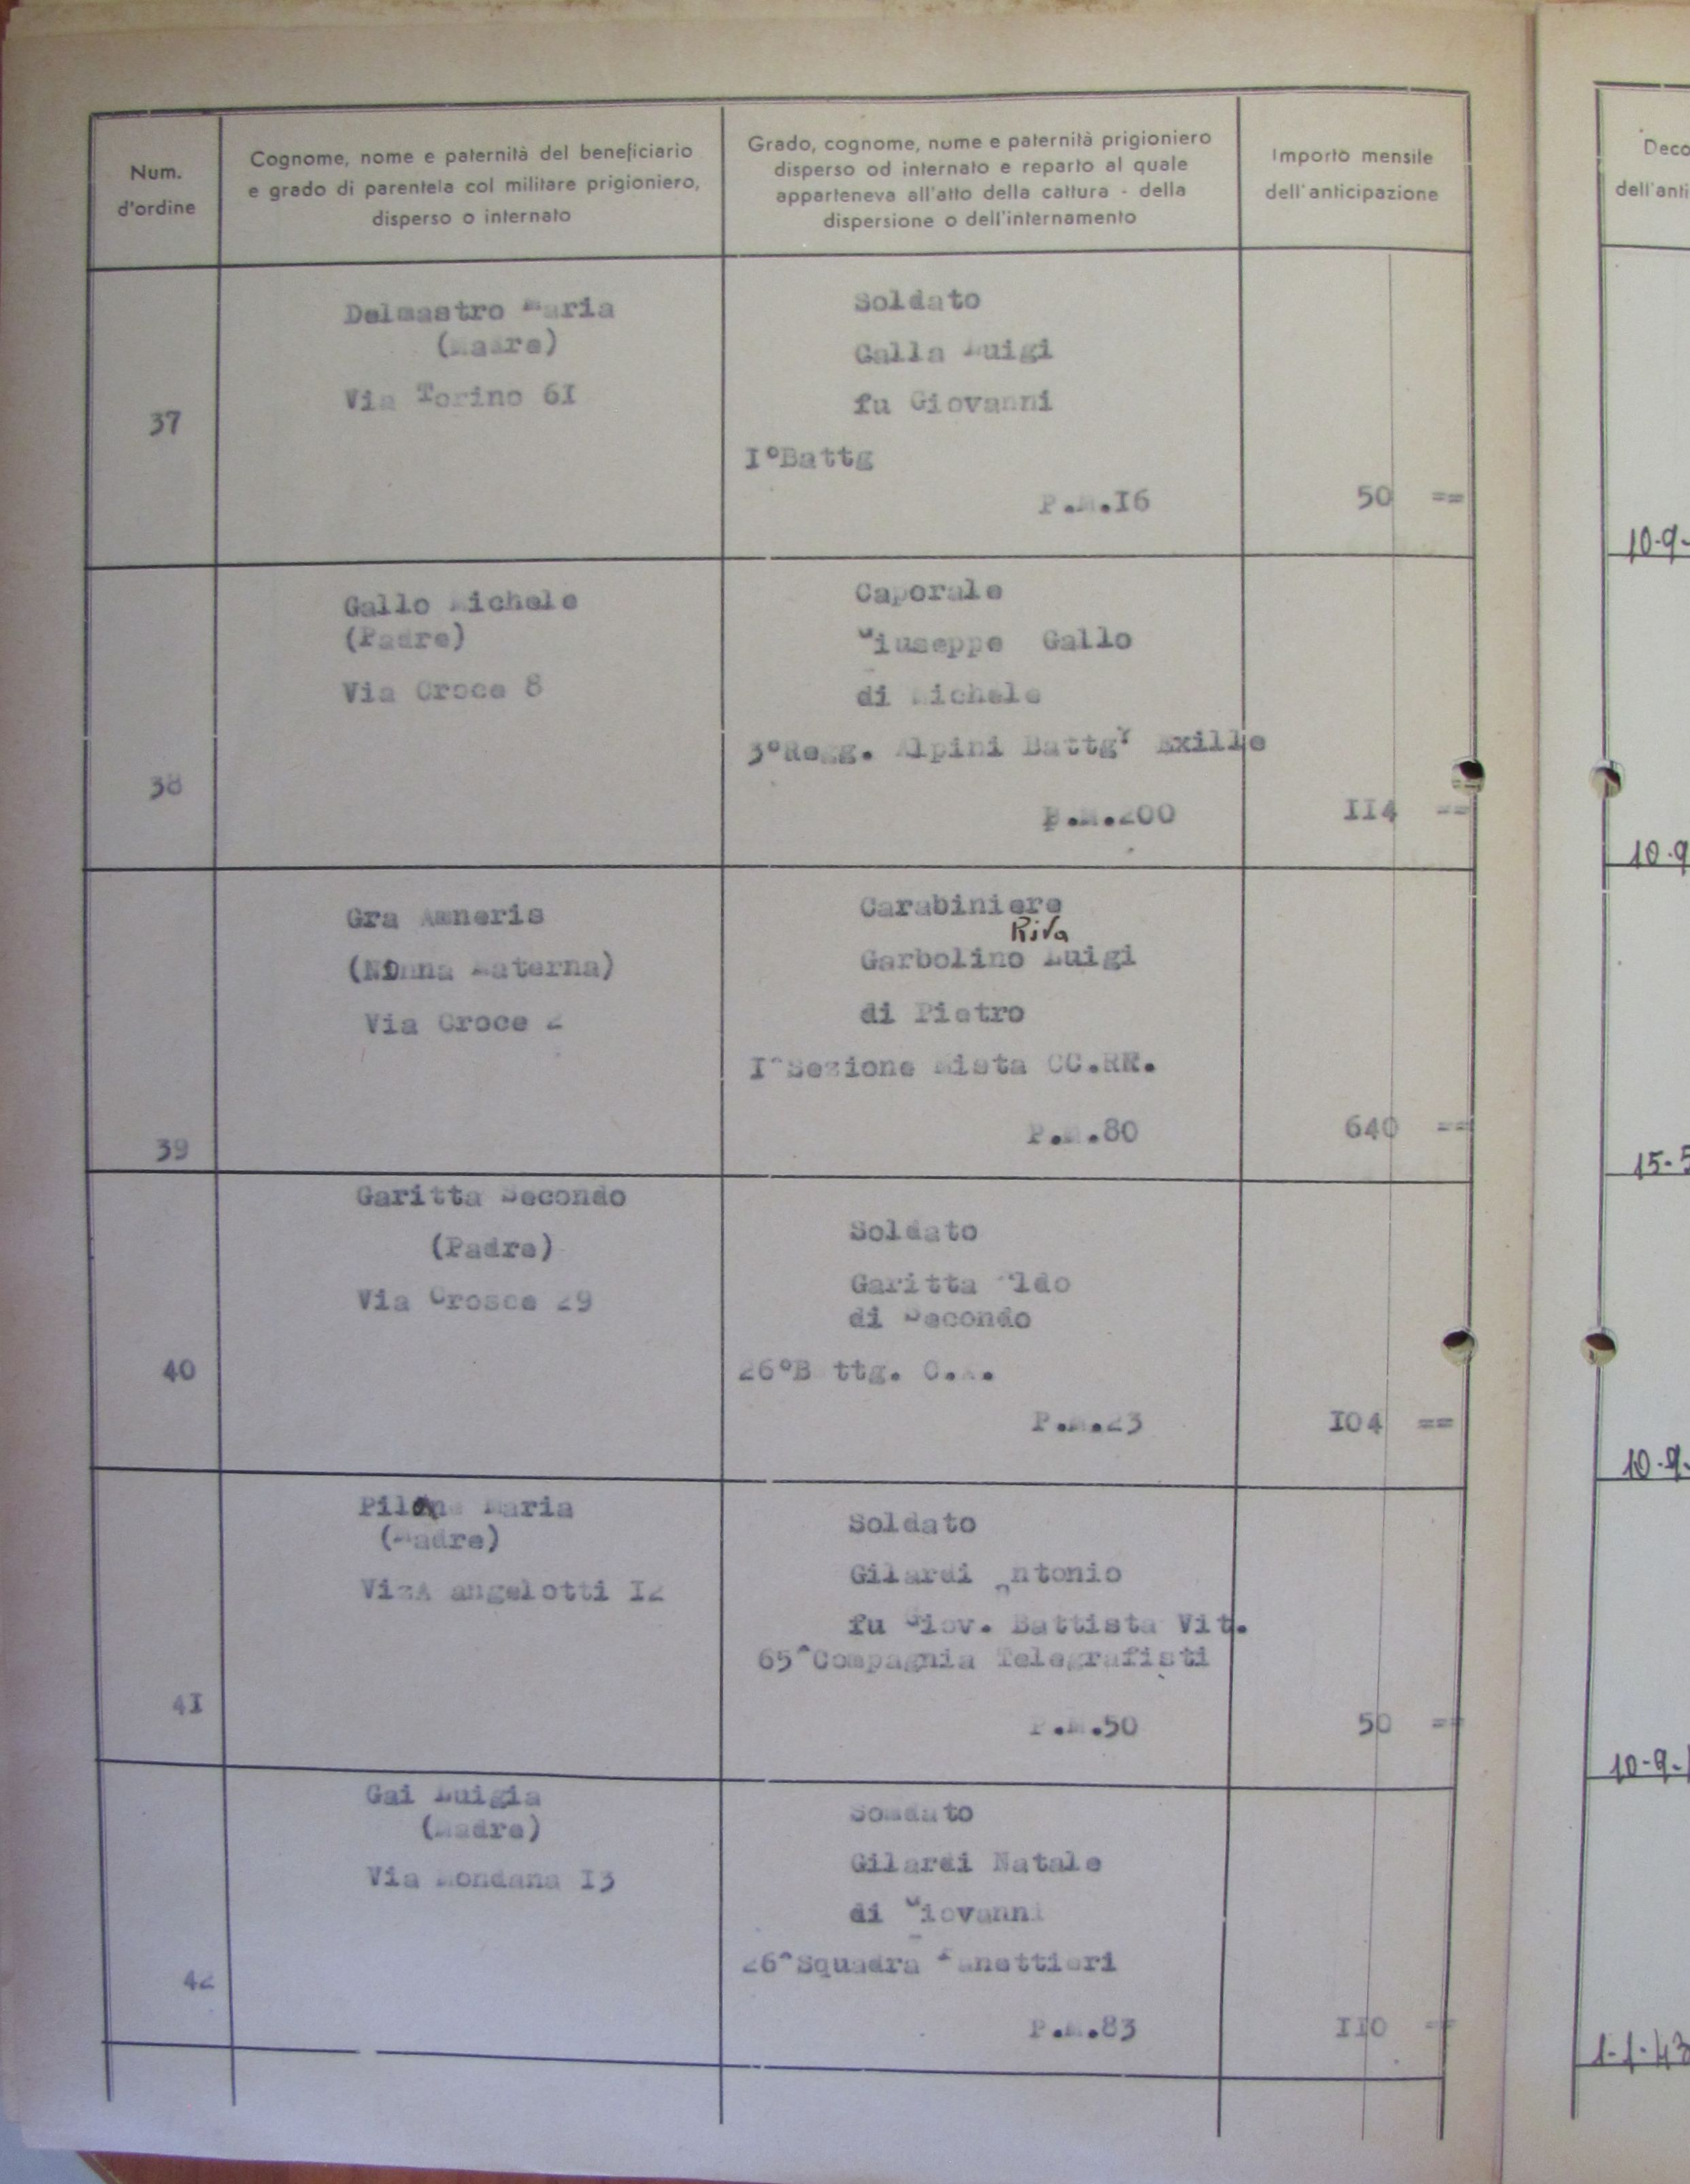 Num.
d'ordine
Cognome, nome e paternità del beneficiario
e grado di parentela col militare prigioniero,
disperso o internato
Grado, cognome, nome e paternità prigioniero
disperso od internato e reparto al quale
apparteneva all'atto della cattura - della
dispersione o dell'internamento
Importo mensile
dell'anticipazione
Deco
dell'anti
Delmastro Maria
(Madre)
Via Torino 6I
37
Soldato
Galla Luigi
fu Giovanni
I°Battg
P.M.I6
50 ==
10-9-
Gallo Michele
(Padre)
Via Croce 8
38
Caporale
Giuseppe Gallo
di Michele
3°Regg. Alpini Battg Exille
P.M.200
II4 ==
10-9
Gra Amneris
(Nonna Materna)
Via Croce 2
39
Carabiniere
Riva
Garbolino Luigi
di Pietro
I^Sezione Mista CC.RR.
P.M.80
640 ==
15-5
Garitta Secondo
(Padre)
Via Crosce 29
40
Soldato
Garitta Aldo
di Secondo
26°B ttg. C.A.
P.M.23
I04 ==
10-9-
Maria
(Madre)
angelotti I2
4I
Soldato
Gilardi Antonio
fu Giov. Battista Vit.
65^Compagnia Telegrafisti
P.M.50
50 ==
10-9-1
Gai Luigia
(Madre)
Via Mondana I3
42
Somdato
Gilardi Natale
di Giovanni
26^Squadra Panettieri
P.M.83
II0 ==
1-1-43